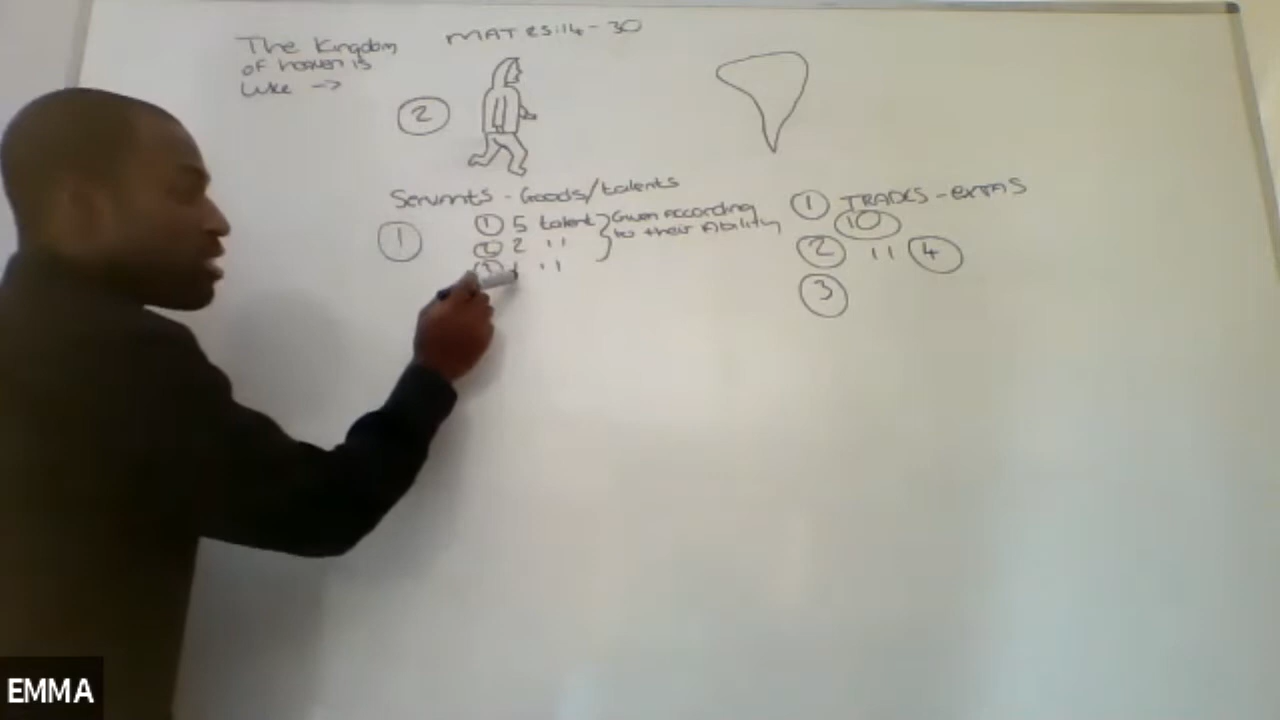 The Kingdom
of heaven is
Like →
MAT 25:14-30
2
Servants - Goods/talents
1
1 5 talent } Given According
to their Ability
2 2 ''
''
1 TRADES - extAS
10
2 '' 4
3
EMMA